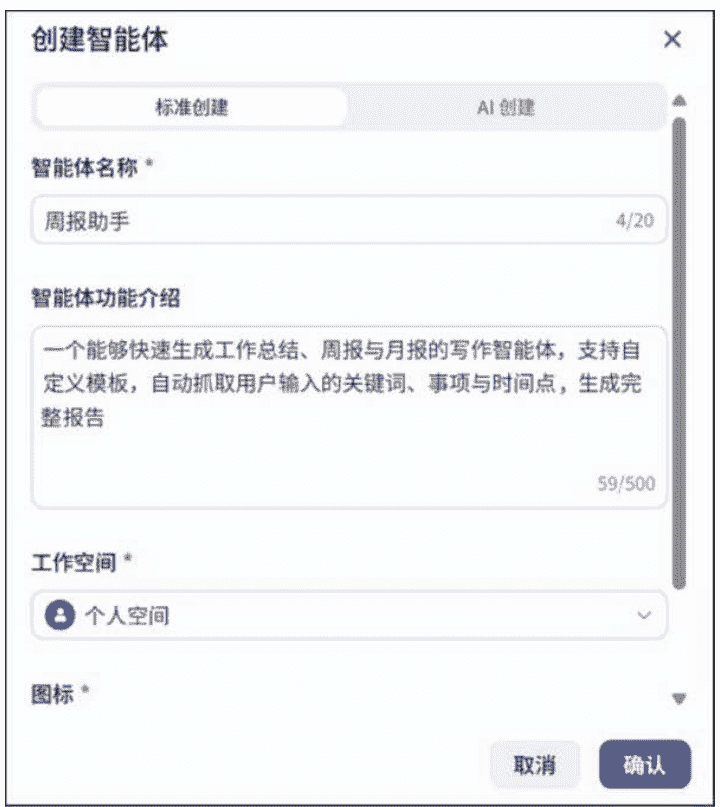 创建智能体
标准创建
AI 创建
智能体名称 *
周报助手
4/20
智能体功能介绍
一个能够快速生成工作总结、周报与月报的写作智能体，支持自
定义模板，自动抓取用户输入的关键词、事项与时间点，生成完
整报告
59/500
工作空间 *
个人空间
图标 *
取消
确认